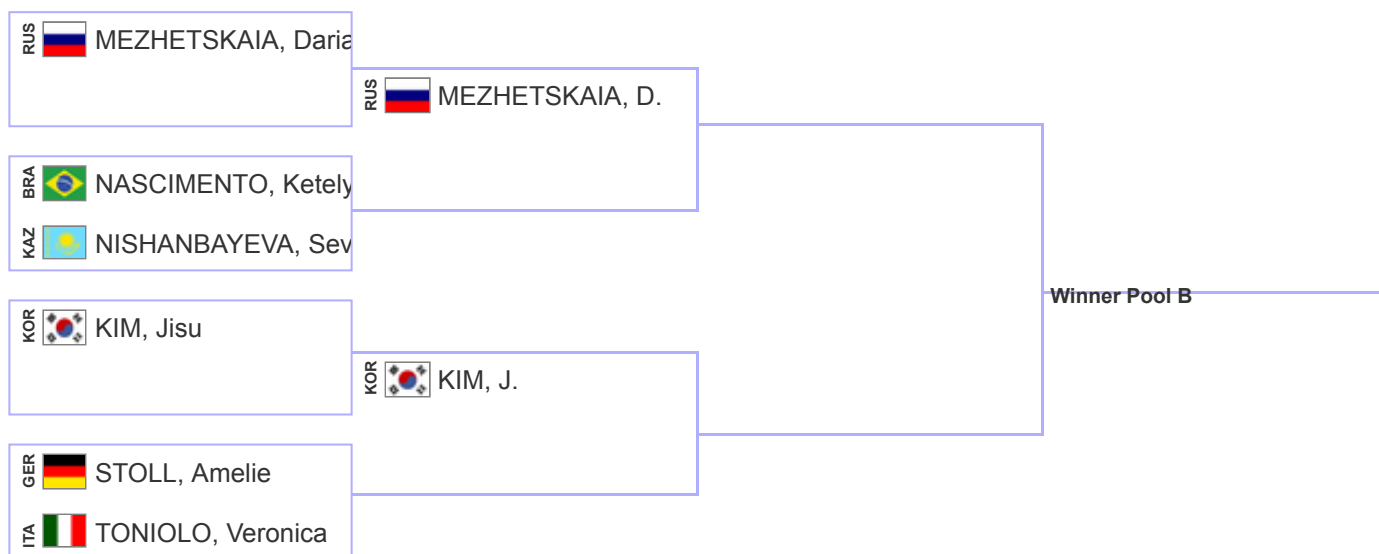 RUS MEZHETSKAIA, Daria
RUS MEZHETSKAIA, D.
BRA NASCIMENTO, Ketely
KAZ NISHANBAYEVA, Sev
Winner Pool B
KOR KIM, Jisu
KOR KIM, J.
GER STOLL, Amelie
ITA TONIOLO, Veronica